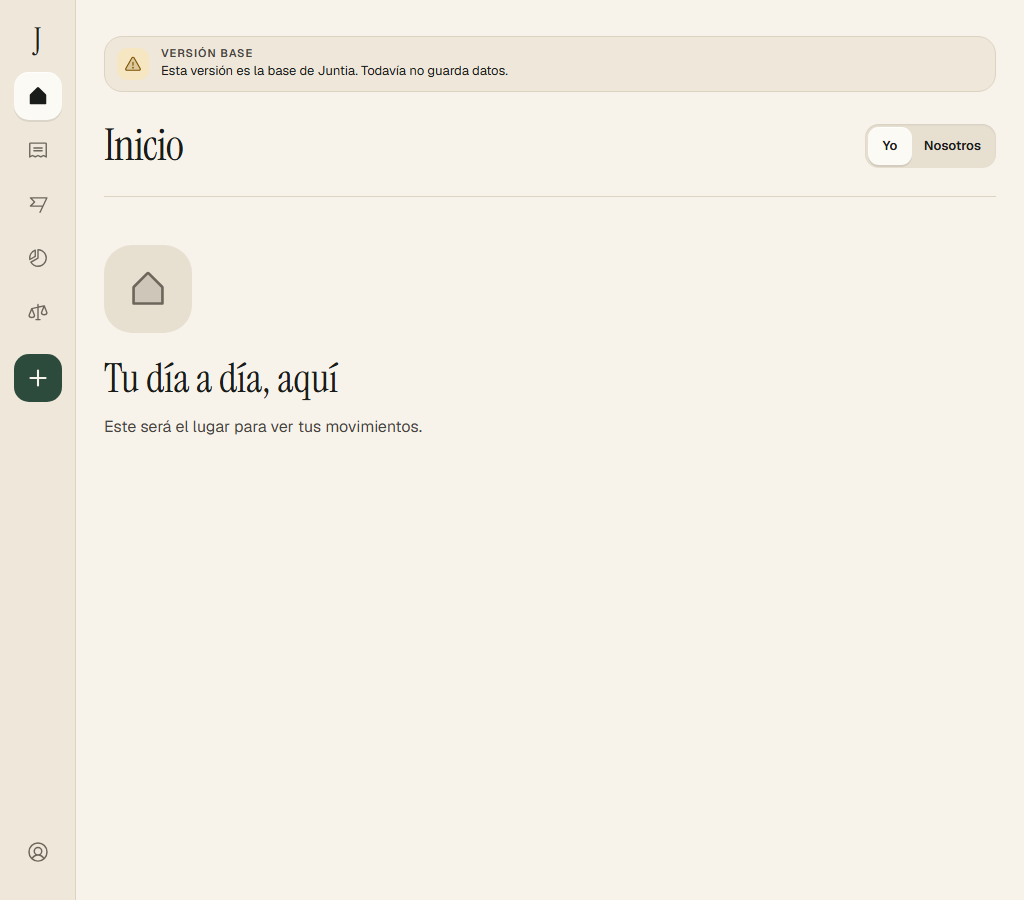 J
VERSIÓN BASE
Esta versión es la base de Juntia. Todavía no guarda datos.
Inicio
Yo
Nosotros
Tu día a día, aquí
Este será el lugar para ver tus movimientos.